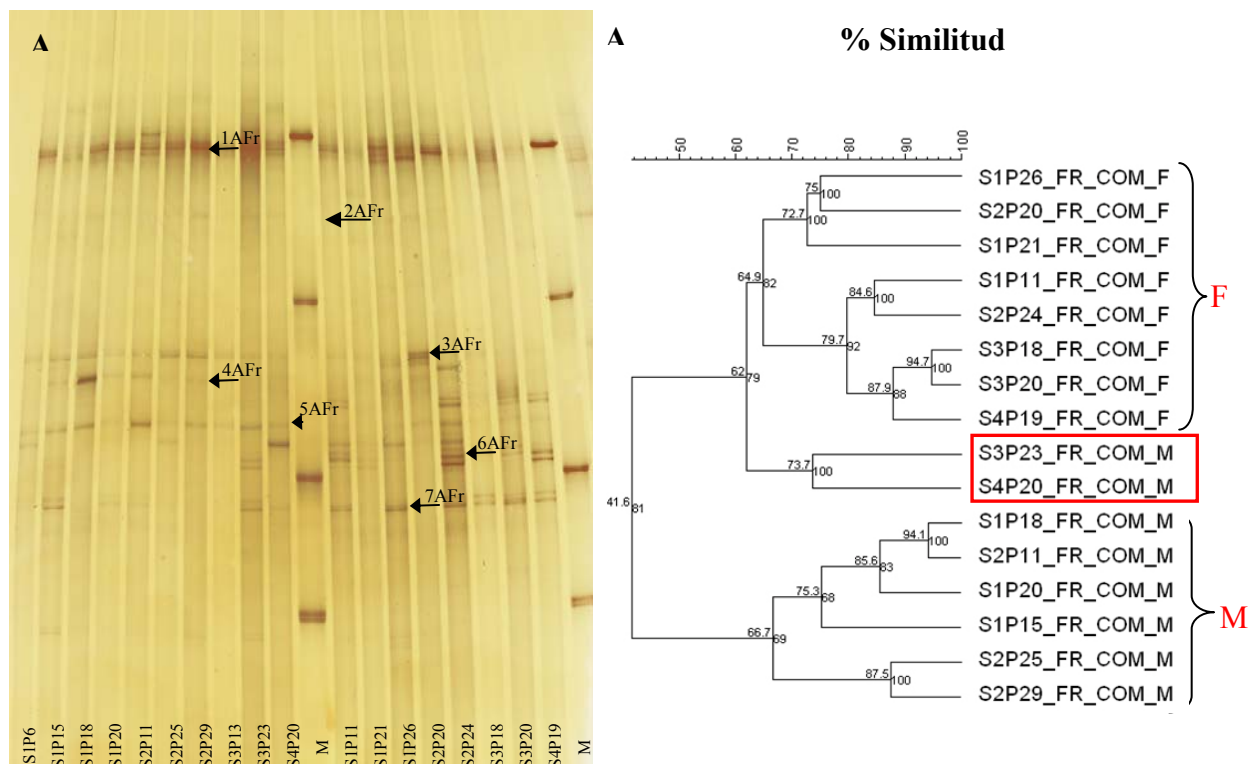 A
1AFr
2AFr
3AFr
4AFr
5AFr
6AFr
7AFr
S1P6
S1P15
S1P18
S1P20
S2P11
S2P25
S2P29
S3P13
S3P23
S4P20
M
S1P11
S1P21
S1P26
S2P20
S2P24
S3P18
S3P20
S4P19
M
A
% Similitud
50 60 70 80 90 100
S1P26_FR_COM_F
S2P20_FR_COM_F
S1P21_FR_COM_F
S1P11_FR_COM_F
S2P24_FR_COM_F
S3P18_FR_COM_F
S3P20_FR_COM_F
S4P19_FR_COM_F
S3P23_FR_COM_M
S4P20_FR_COM_M
S1P18_FR_COM_M
S2P11_FR_COM_M
S1P20_FR_COM_M
S1P15_FR_COM_M
S2P25_FR_COM_M
S2P29_FR_COM_M
F
M
75 100
72.7 100
64.9 82
84.6 100
79.7 92
94.7 100
87.9 88
62 79
73.7 100
41.6 81
94.1 100
85.6 83
75.3 68
66.7 69
87.5 100